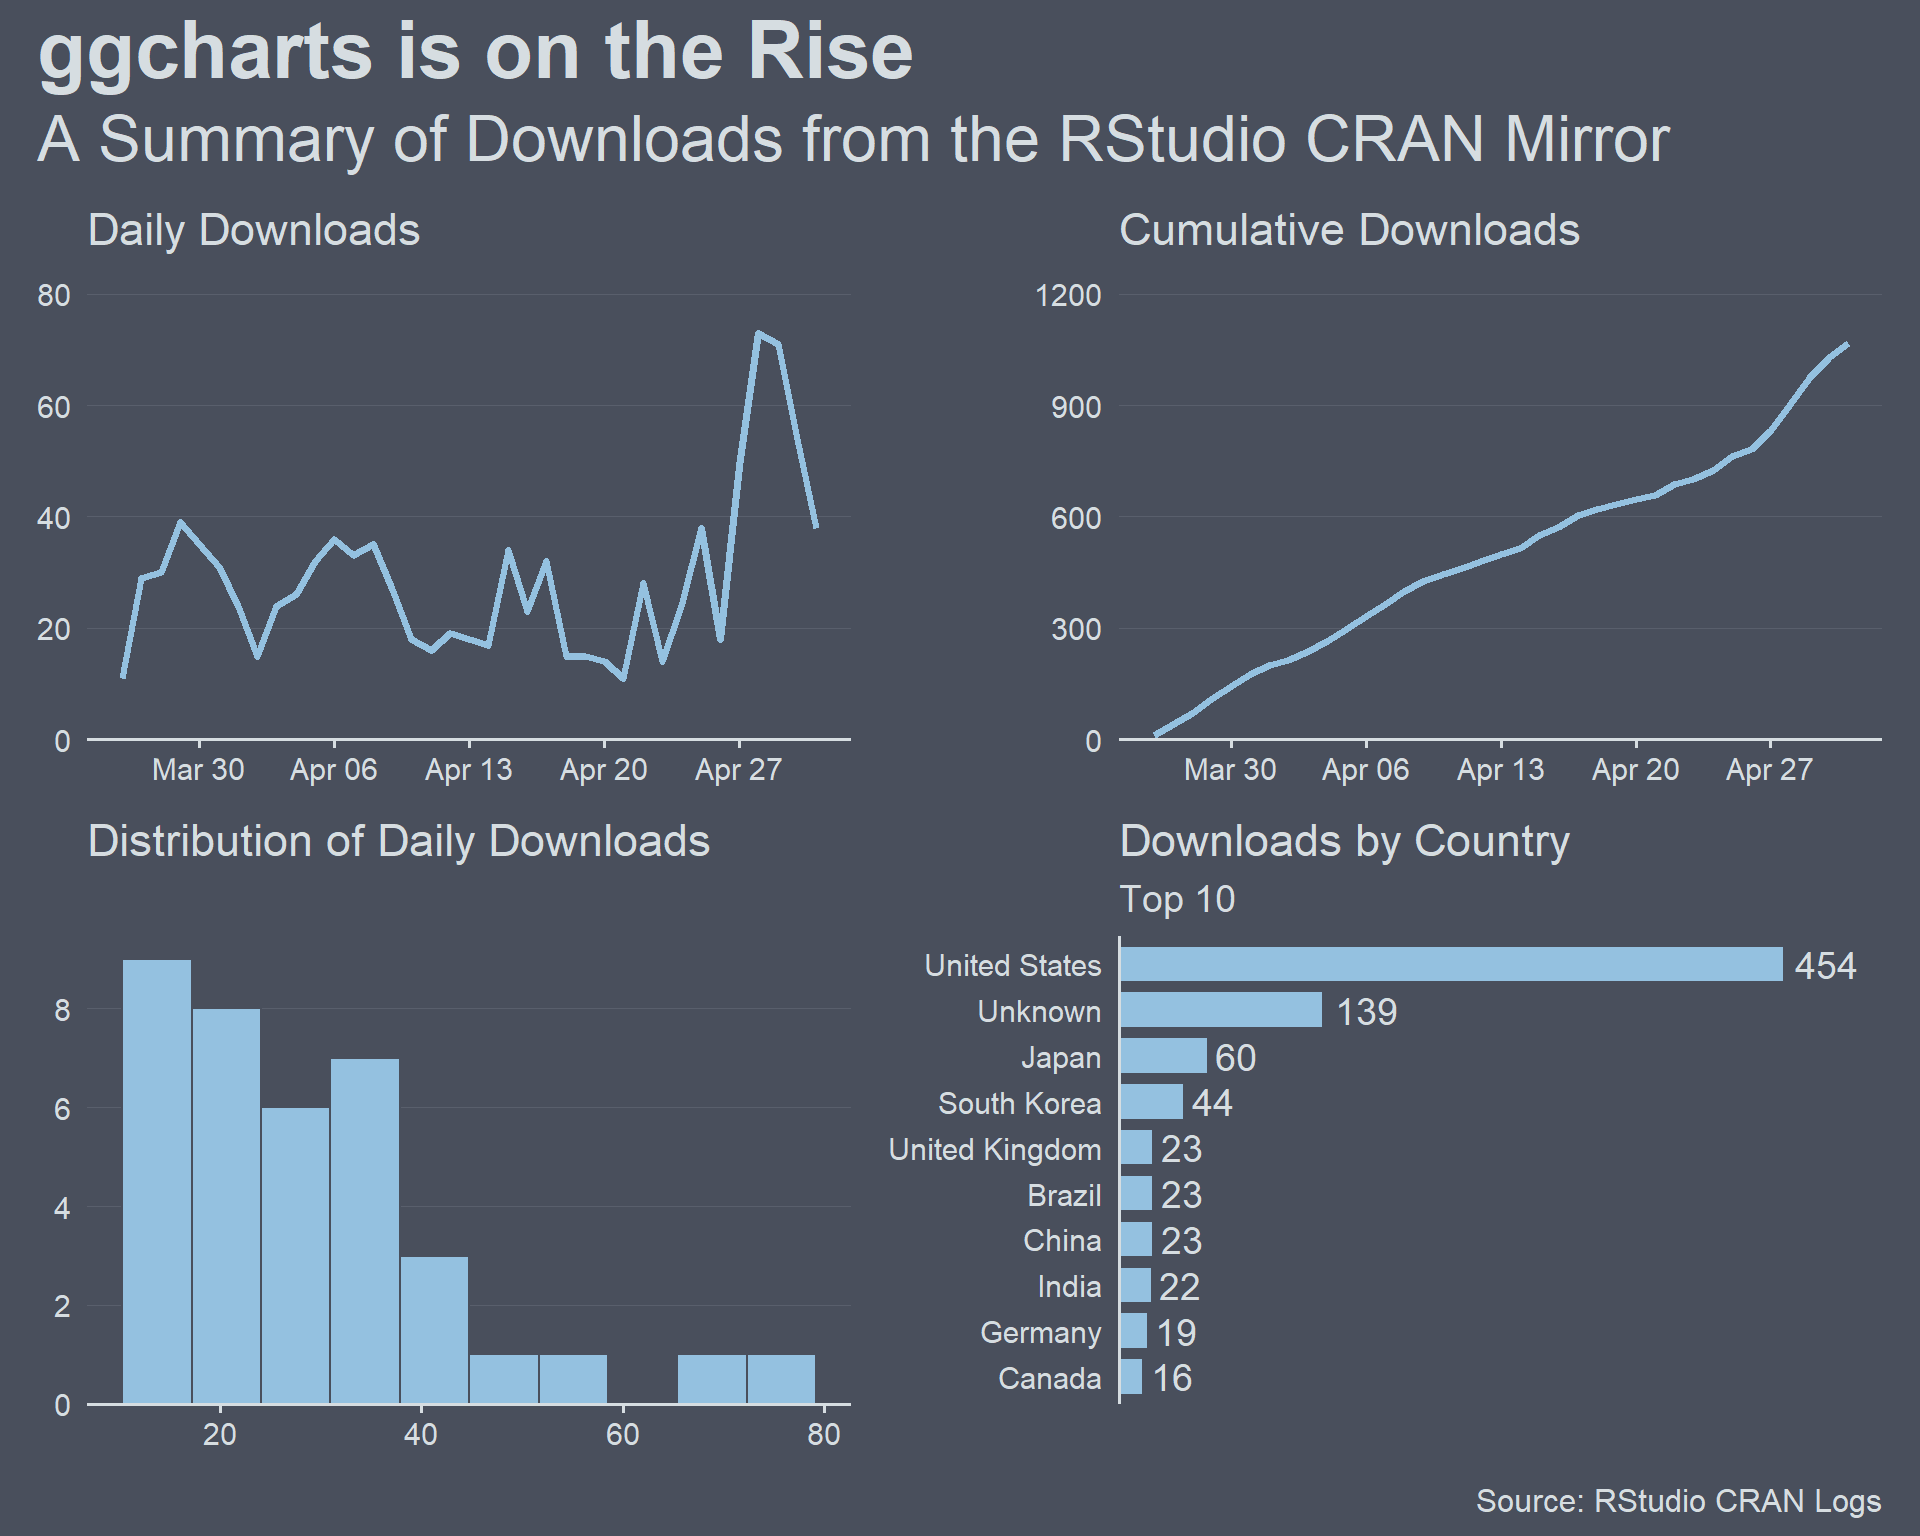 ggcharts is on the Rise
A Summary of Downloads from the RStudio CRAN Mirror
Daily Downloads
80
60
40
20
0
Mar 30 Apr 06 Apr 13 Apr 20 Apr 27
Cumulative Downloads
1200
900
600
300
0
Mar 30 Apr 06 Apr 13 Apr 20 Apr 27
Distribution of Daily Downloads
8
6
4
2
0
20 40 60 80
Downloads by Country
Top 10
United States 454
Unknown 139
Japan 60
South Korea 44
United Kingdom 23
Brazil 23
China 23
India 22
Germany 19
Canada 16
Source: RStudio CRAN Logs